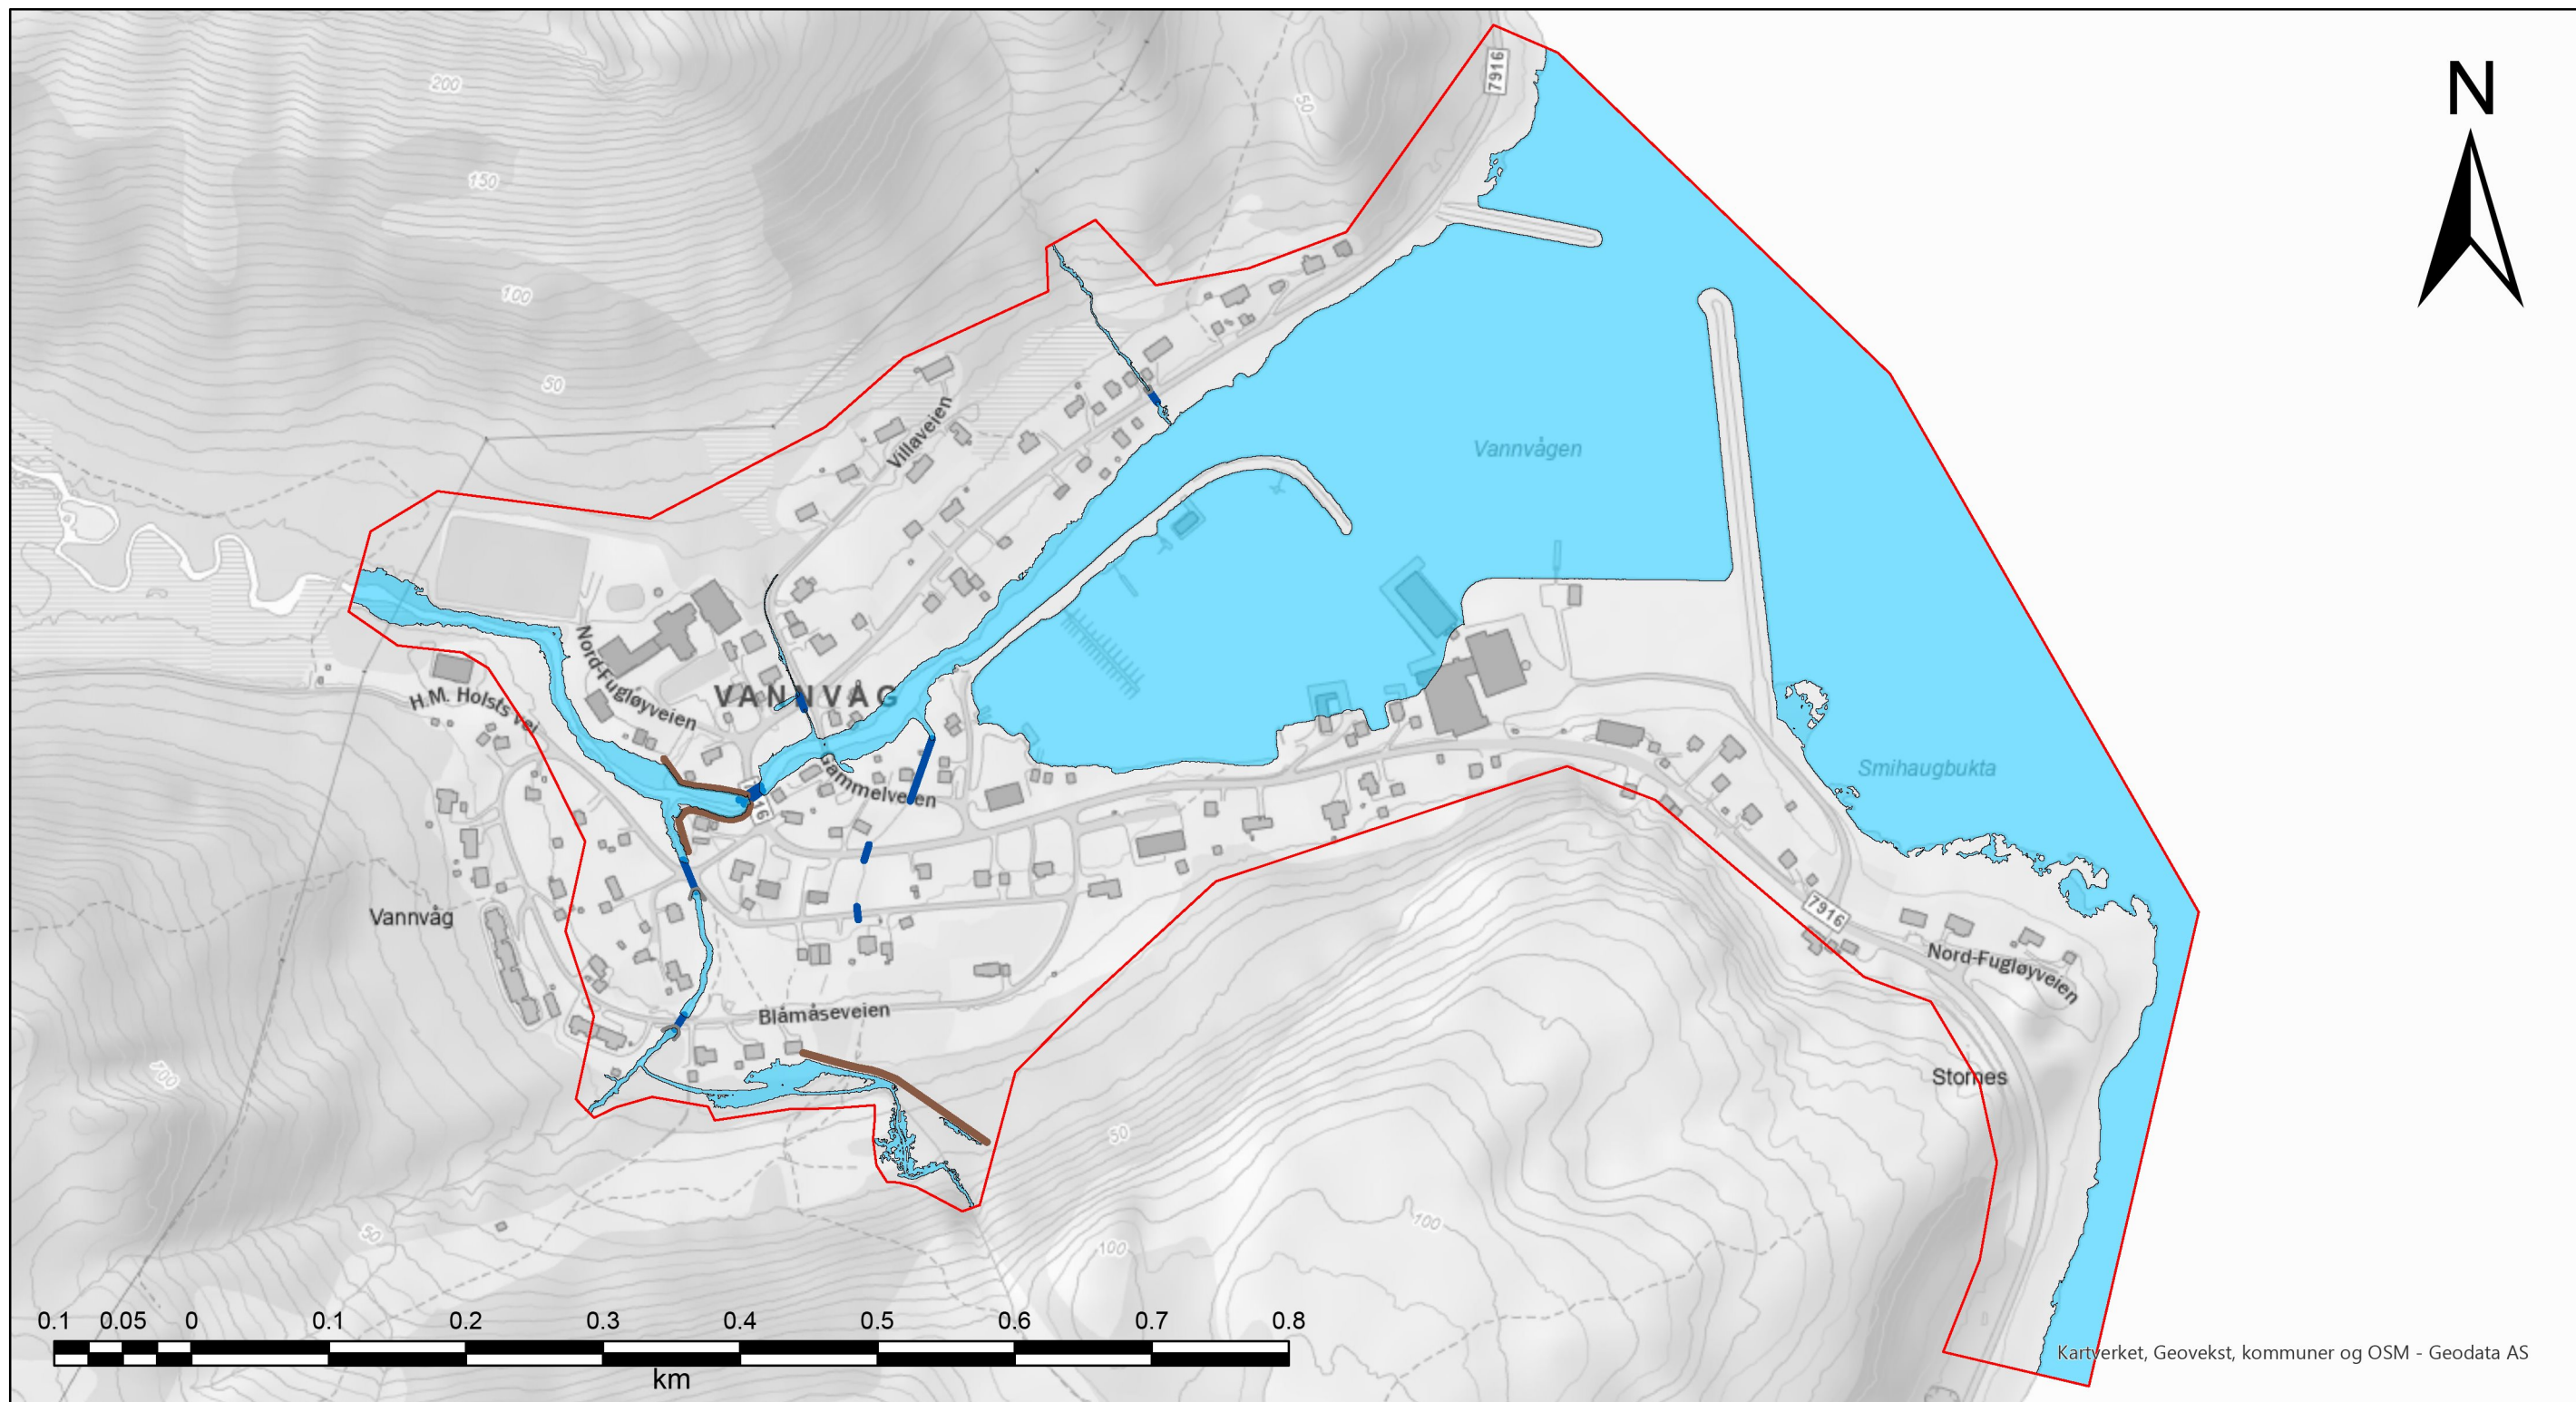 N
7916
200
50
150
100
50
Villaveien
Vannvågen
Nord-Fugløyveien
H.M. Holsts vei
VANNVÅG
Smihaugbukta
7916
Gammelveien
Vannvåg
7916
Nord-Fugløyveien
Blåmåseveien
Stornes
50
50
100
100
0.1 0.05 0 0.1 0.2 0.3 0.4 0.5 0.6 0.7 0.8
km
Kartverket, Geovekst, kommuner og OSM - Geodata AS